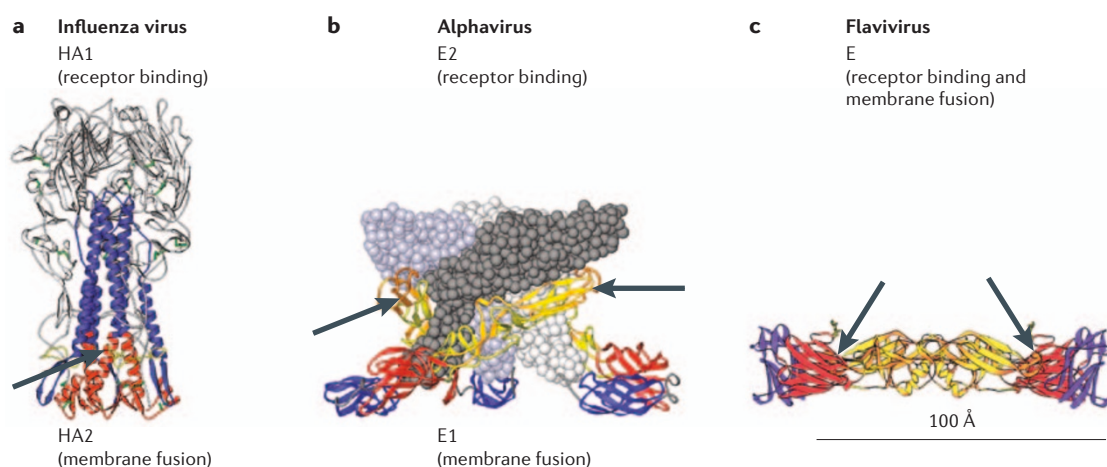 a Influenza virus
HA1
(receptor binding)
HA2
(membrane fusion)
b Alphavirus
E2
(receptor binding)
E1
(membrane fusion)
c Flavivirus
E
(receptor binding and
membrane fusion)
100 Å